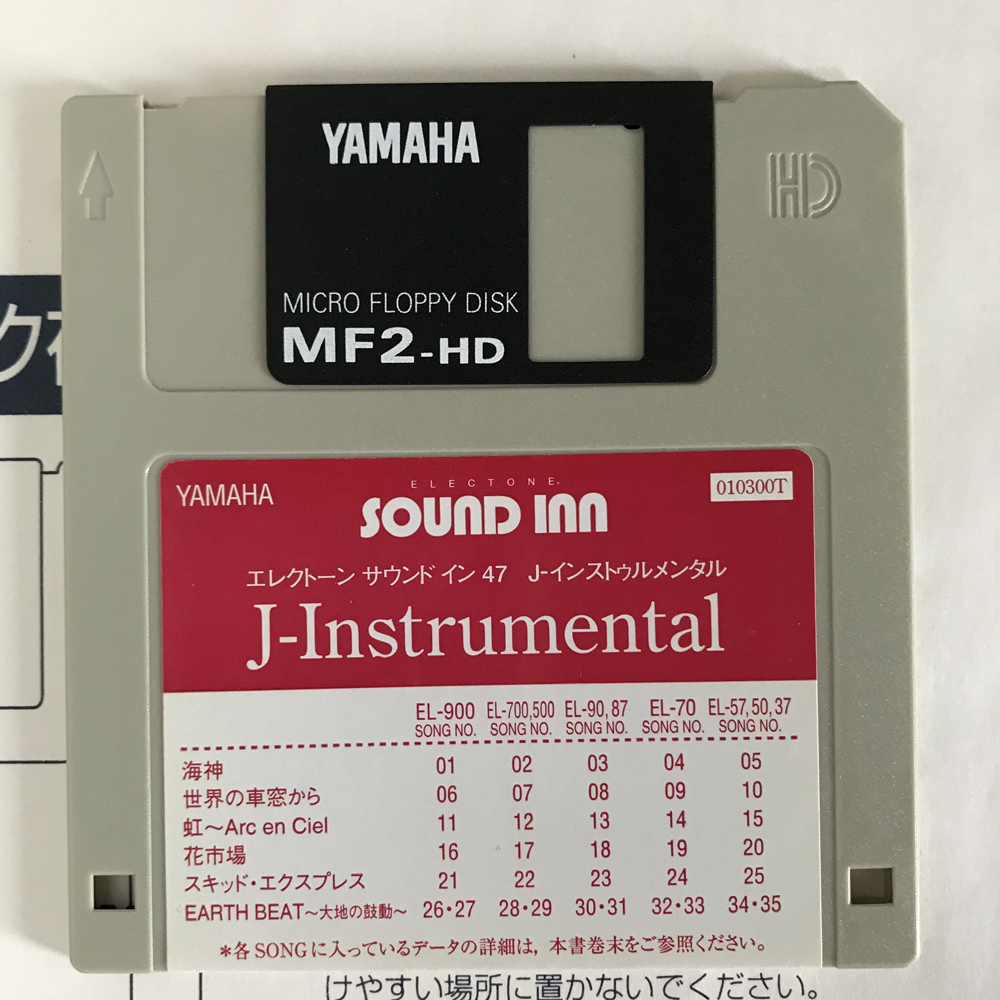 YAMAHA
HD
MICRO FLOPPY DISK
MF2-HD
ク
YAMAHA
ELECTONE®
SOUND INN
010300T
エレクトーン サウンド イン 47 J-インストゥルメンタル
J-Instrumental
EL-900 EL-700,500 EL-90, 87 EL-70 EL-57, 50, 37
SONG NO. SONG NO. SONG NO. SONG NO. SONG NO.
海神 01 02 03 04 05
世界の車窓から 06 07 08 09 10
虹〜Arc en Ciel 11 12 13 14 15
花市場 16 17 18 19 20
スキッド・エクスプレス 21 22 23 24 25
EARTH BEAT〜大地の鼓動〜 26・27 28・29 30・31 32・33 34・35
*各SONGに入っているデータの詳細は，本書巻末をご参照ください。
けやすい場所に置かないでください。